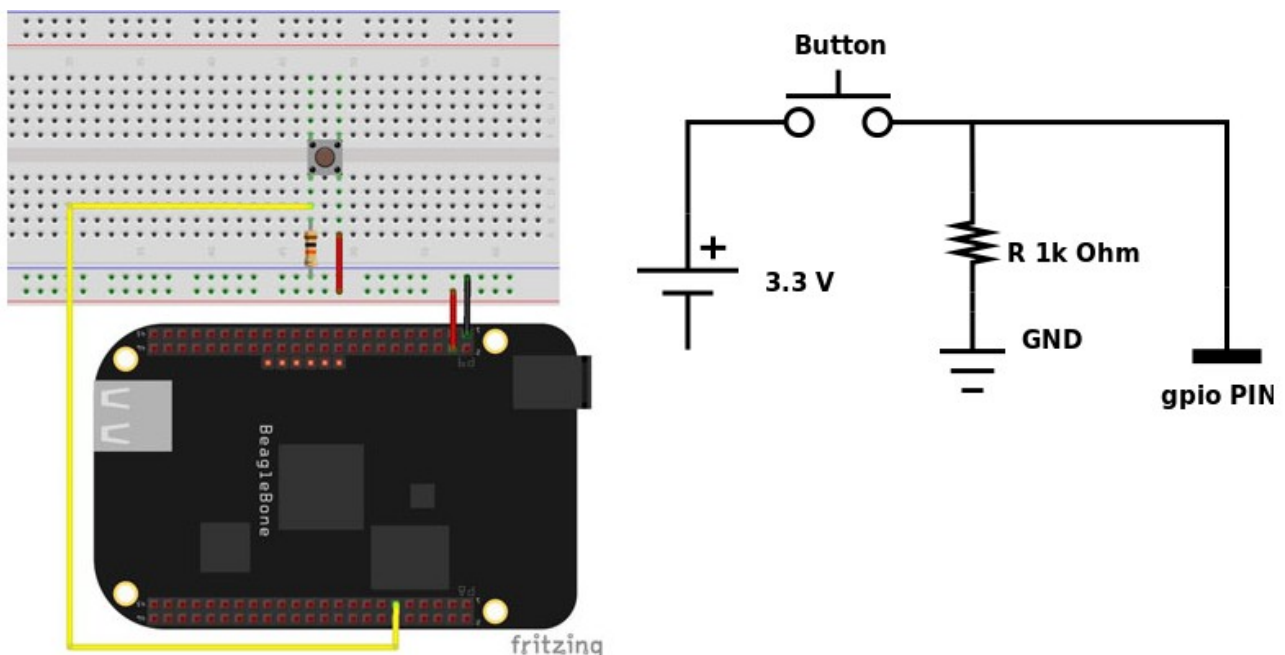 Button
3.3 V
R 1k Ohm
GND
gpio PIN
BeagleBone
fritzing